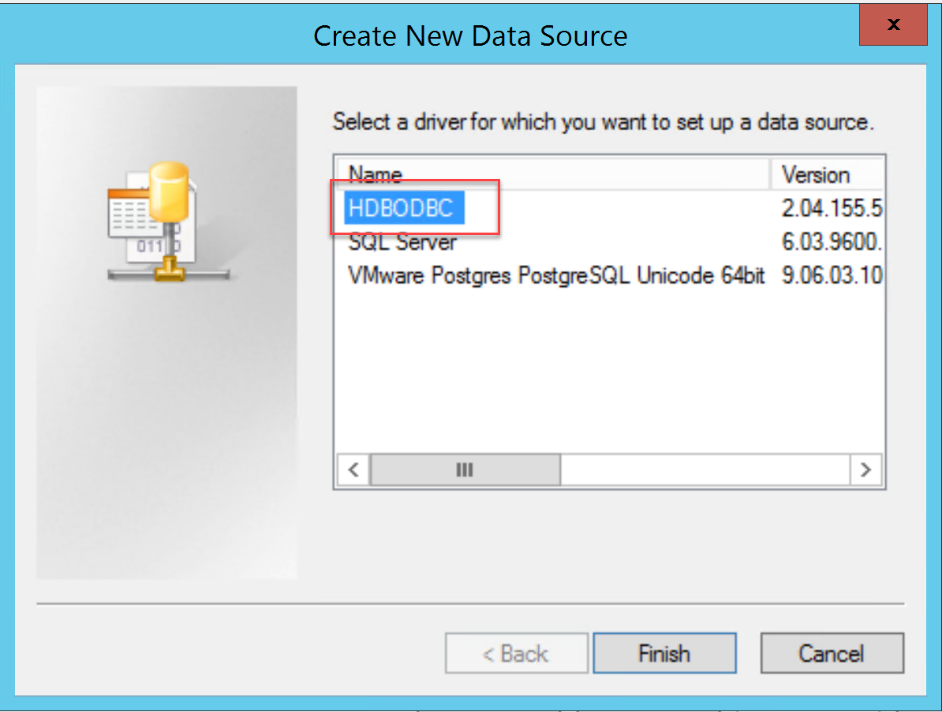 Create New Data Source
x
Select a driver for which you want to set up a data source.
Name Version
HDBODBC 2.04.155.5
SQL Server 6.03.9600.
VMware Postgres PostgreSQL Unicode 64bit 9.06.03.10
< Back Finish Cancel